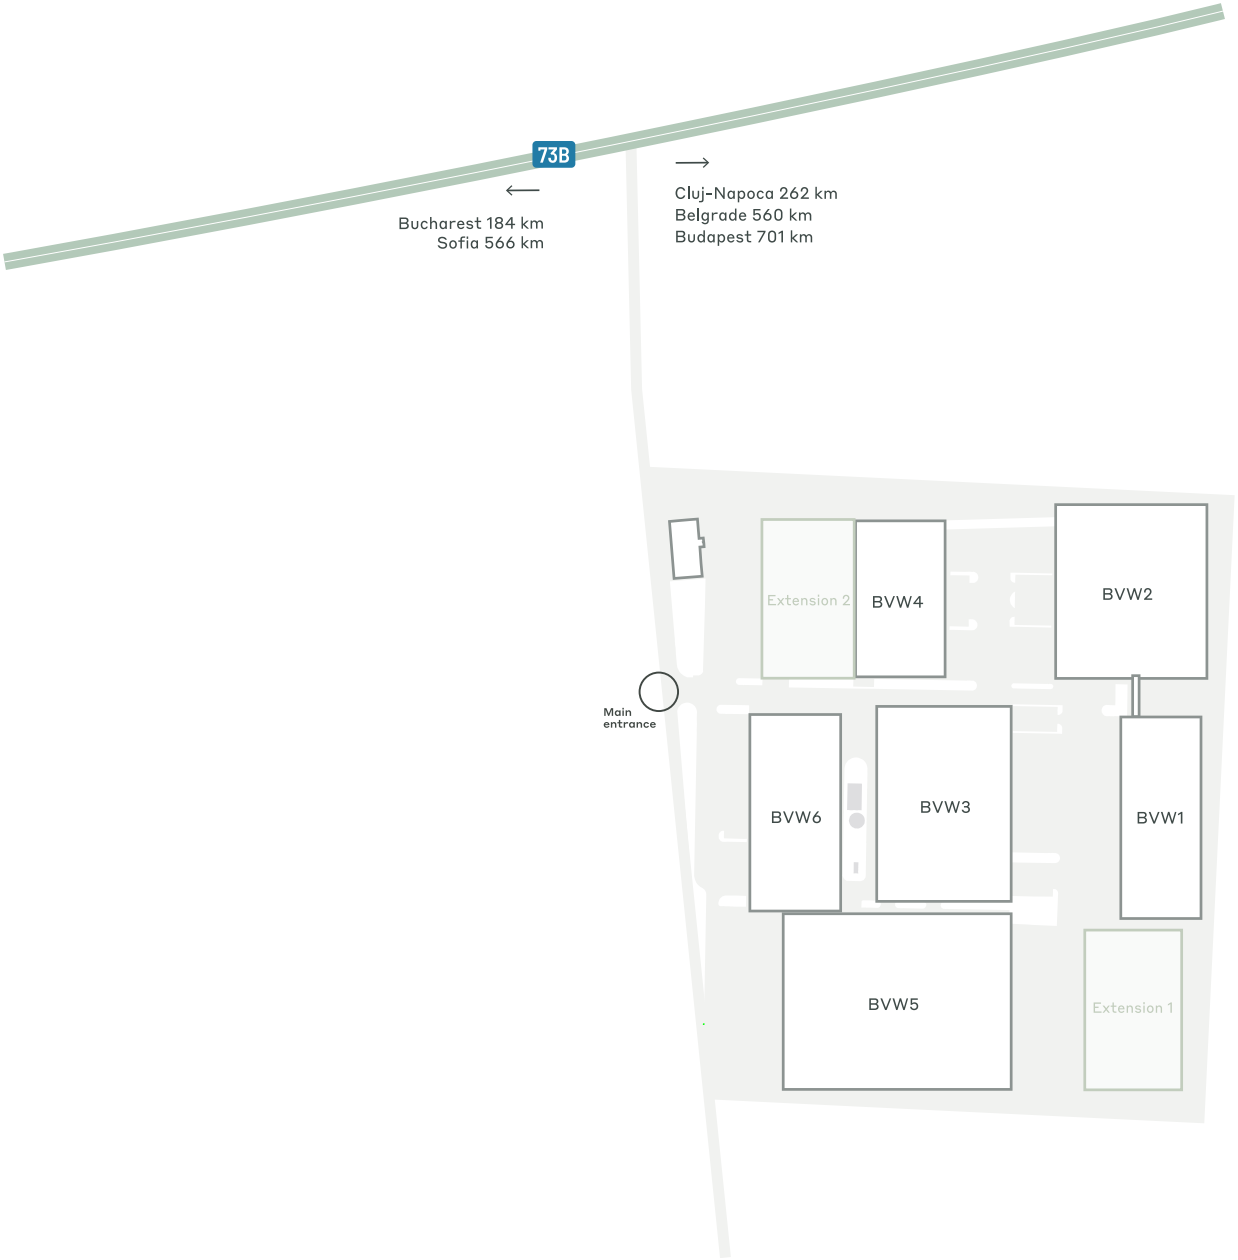 73B
Bucharest 184 km
Sofia 566 km
Cluj-Napoca 262 km
Belgrade 560 km
Budapest 701 km
Extension 2
BVW4
BVW2
Main
entrance
BVW6
BVW3
BVW1
BVW5
Extension 1